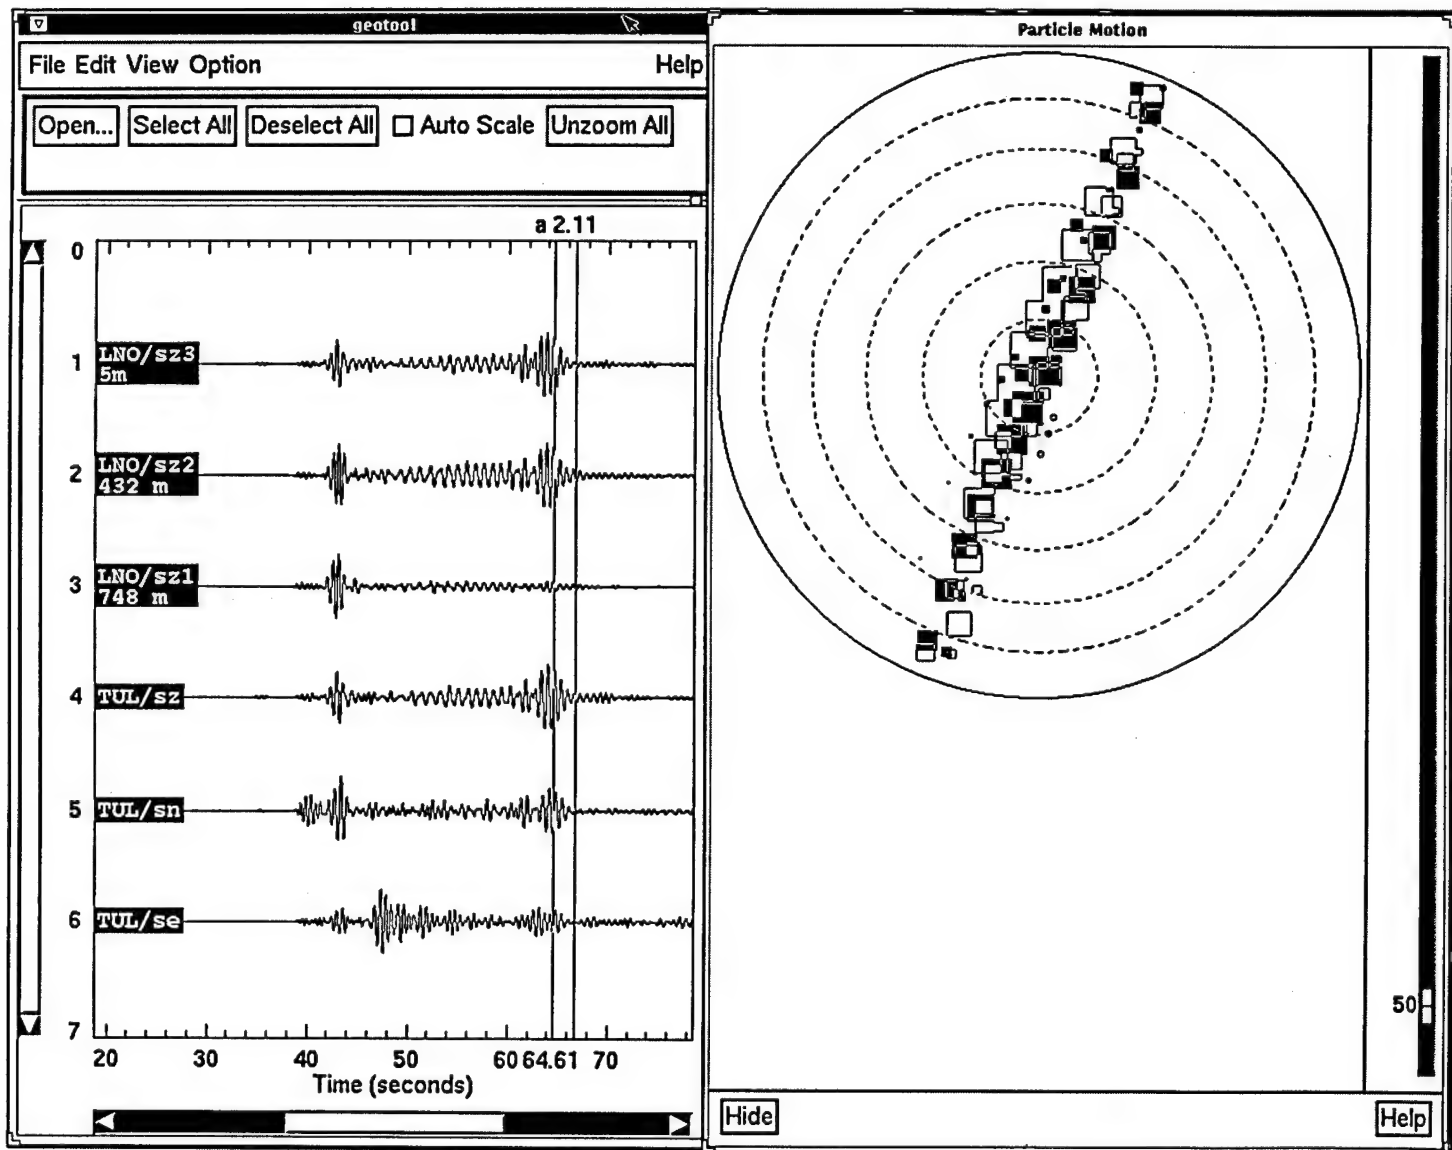 geotool
File Edit View Option Help
Open... Select All Deselect All Auto Scale Unzoom All
a 2.11
0
1
LNO/sz3
5m
2
LNO/sz2
432 m
3
LNO/sz1
748 m
4
TUL/sz
5
TUL/sn
6
TUL/se
7
20 30 40 50 60 64.61 70
Time (seconds)
Particle Motion
50
Hide Help